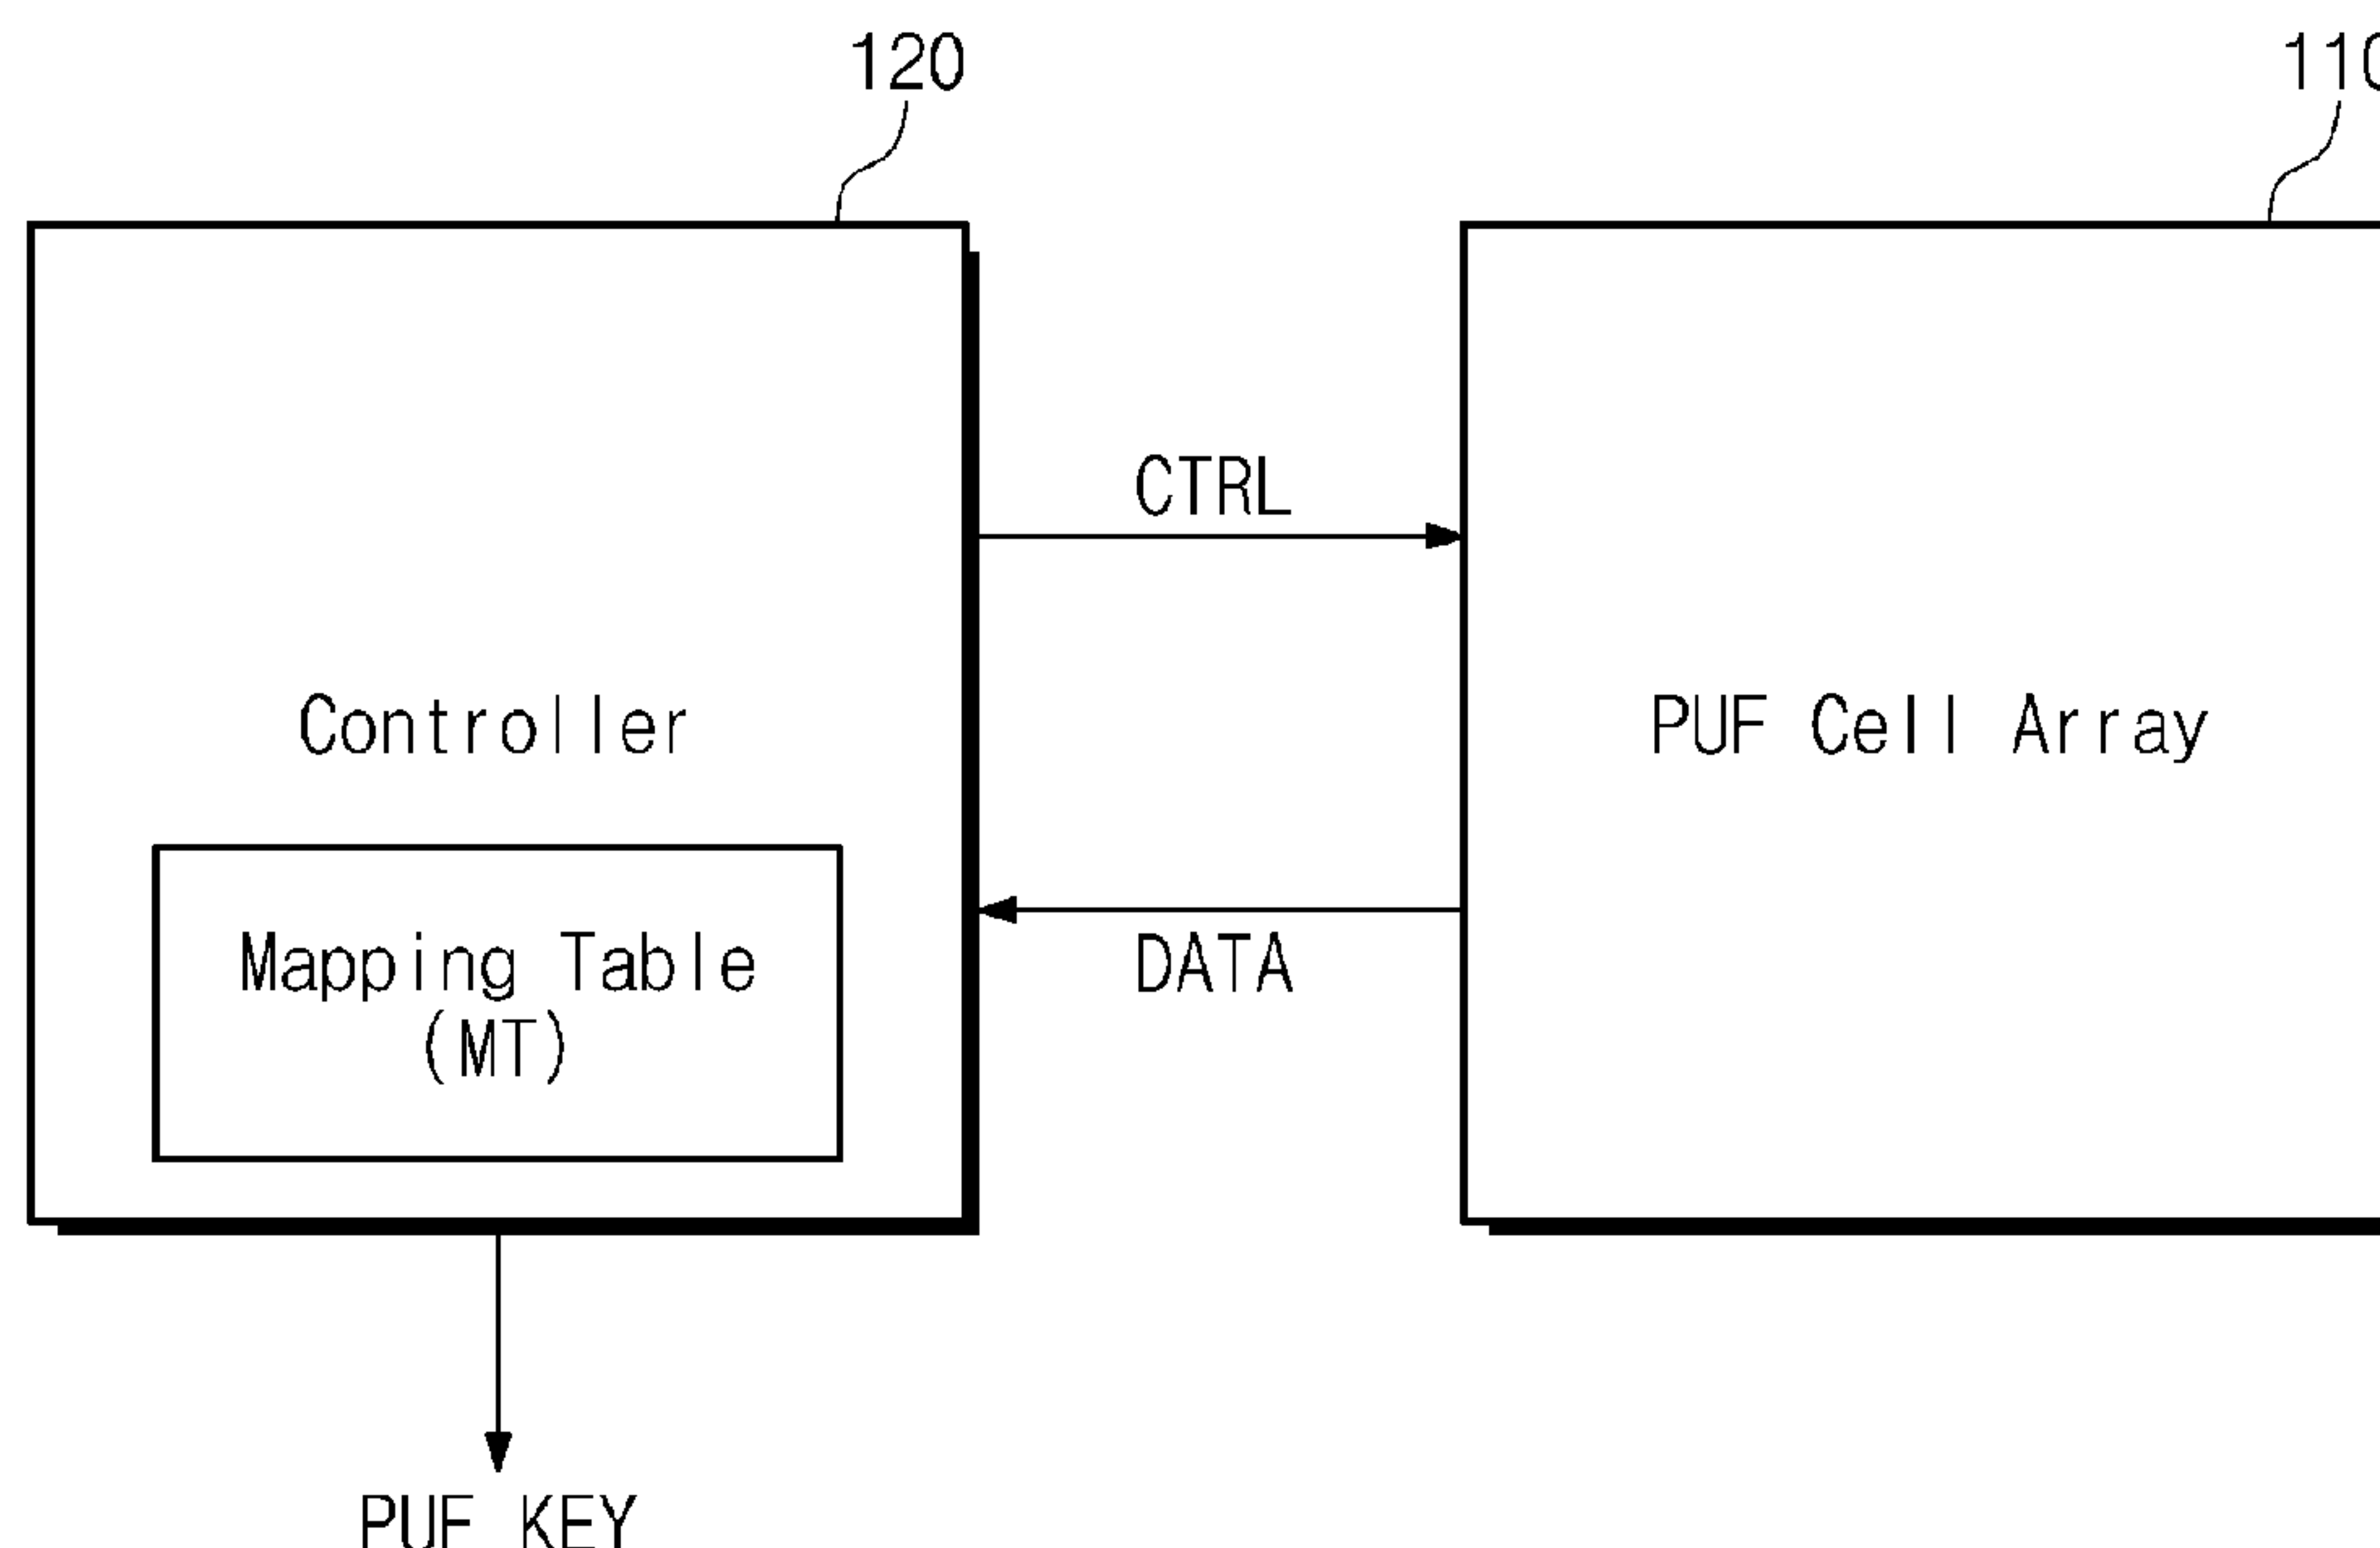 120
110
CTRL
Controller
PUF Cell Array
Mapping Table
(MT)
DATA
PUF KEY